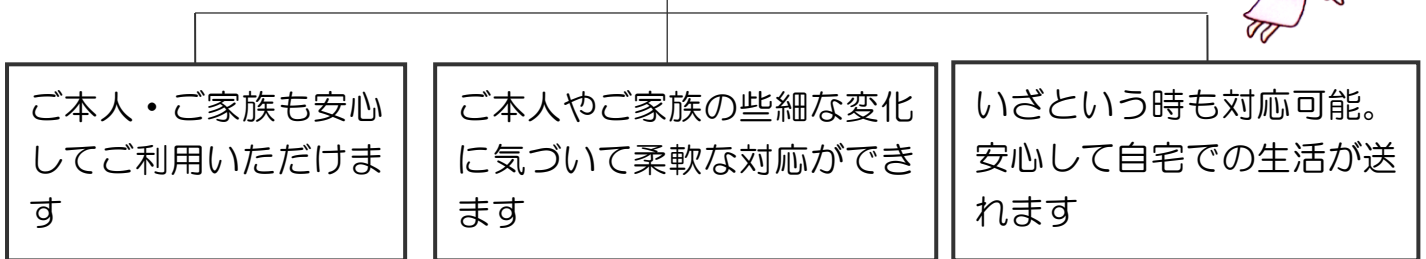 ご本人・ご家族も安心
してご利用いただけま
す
ご本人やご家族の些細な変化
に気づいて柔軟な対応ができ
ます
いざという時も対応可能。
安心して自宅での生活が送
れます